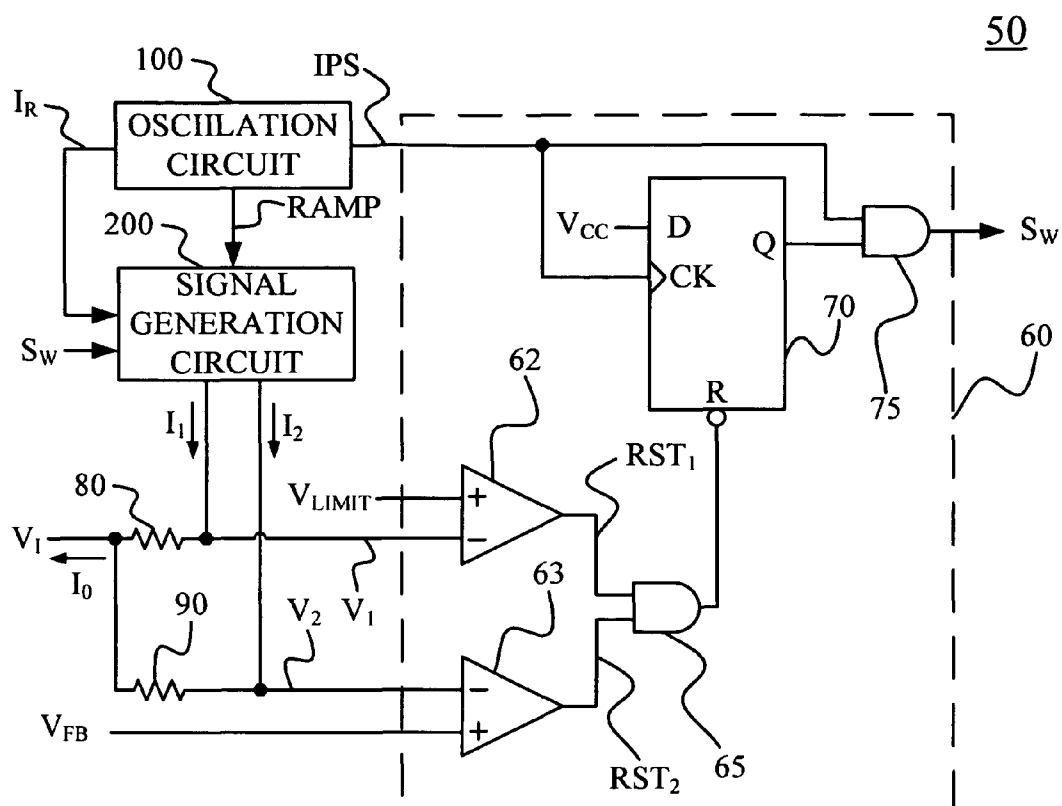 50
100
IPS
I_R
OSCIILATION
CIRCUIT
RAMP
200
V_CC
D
Q
S_W
CK
SIGNAL
GENERATION
CIRCUIT
S_W
70
60
62
R
75
I_1
I_2
RST_1
80
V_LIMIT
+
−
V_I
I_0
V_1
63
90
V_2
−
+
V_FB
RST_2
65